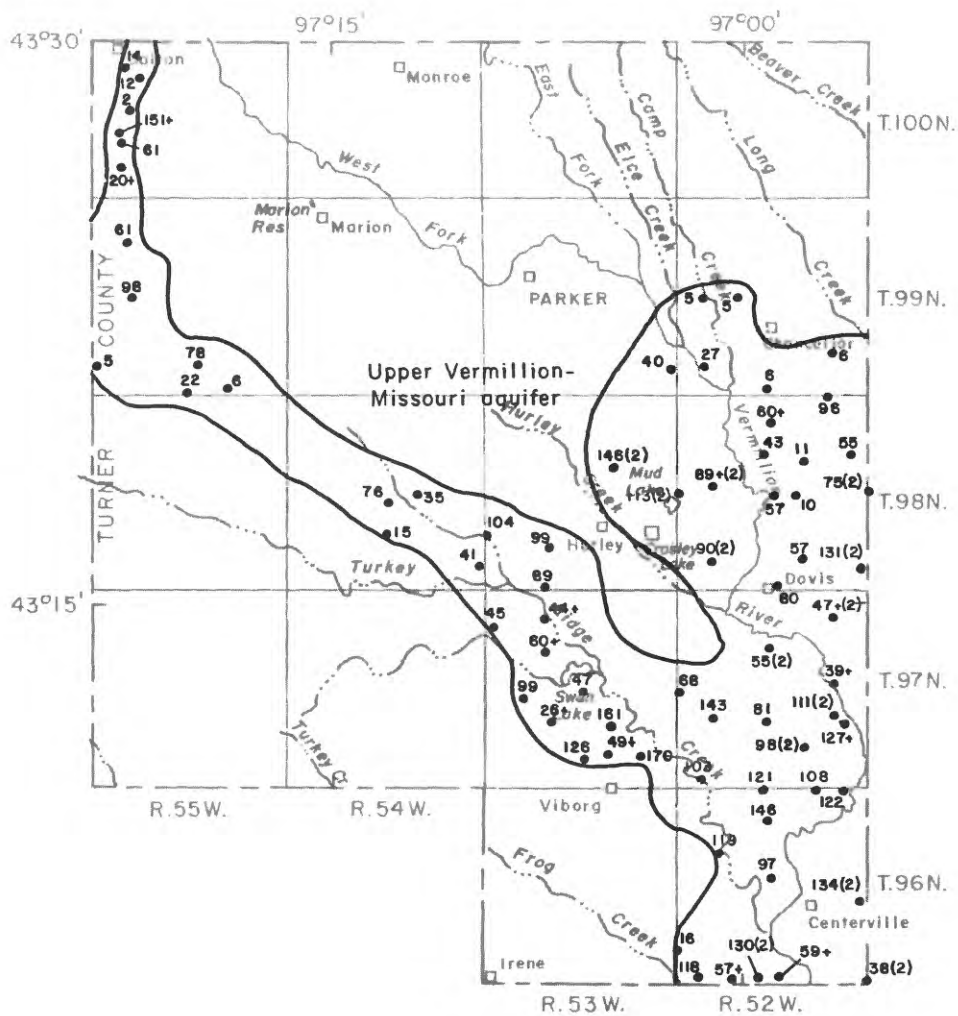 97°15'
97°00'
43°30'
14
12
2
151+
61
20+
61
98
Monroe
East
Fork
Elce
Creek
Camp
Creek
Beaver Creek
Long
Creek
T.100N.
West
Fork
Marion Res
Marion
PARKER
TURNER COUNTY
5
78
22
6
Upper Vermillion-
Missouri aquifer
5
5
T.99N.
40
27
6
6
96
60+
Hurley
Creek
Vermillion
43
11
55
146(2)
Mud
Lake
113(2)
89+(2)
75(2)
57
10
T.98N.
76
35
15
104
99
Hurley
41
90(2)
57
131(2)
Turkey
69
Davis
80
43°15'
44+
Ridge
River
47+(2)
45
60+
55(2)
99
47
Swan
Lake
68
39+
T.97N.
26+
161
143
81
111(2)
127+
98(2)
126
49+
170
Creek
Turkey
121
108
122
R.55W.
R.54W.
Viborg
146
119
97
Frog
Creek
134(2)
T.96N.
Centerville
16
118
57+
130(2)
59+
38(2)
Irene
R.53W.
R.52W.